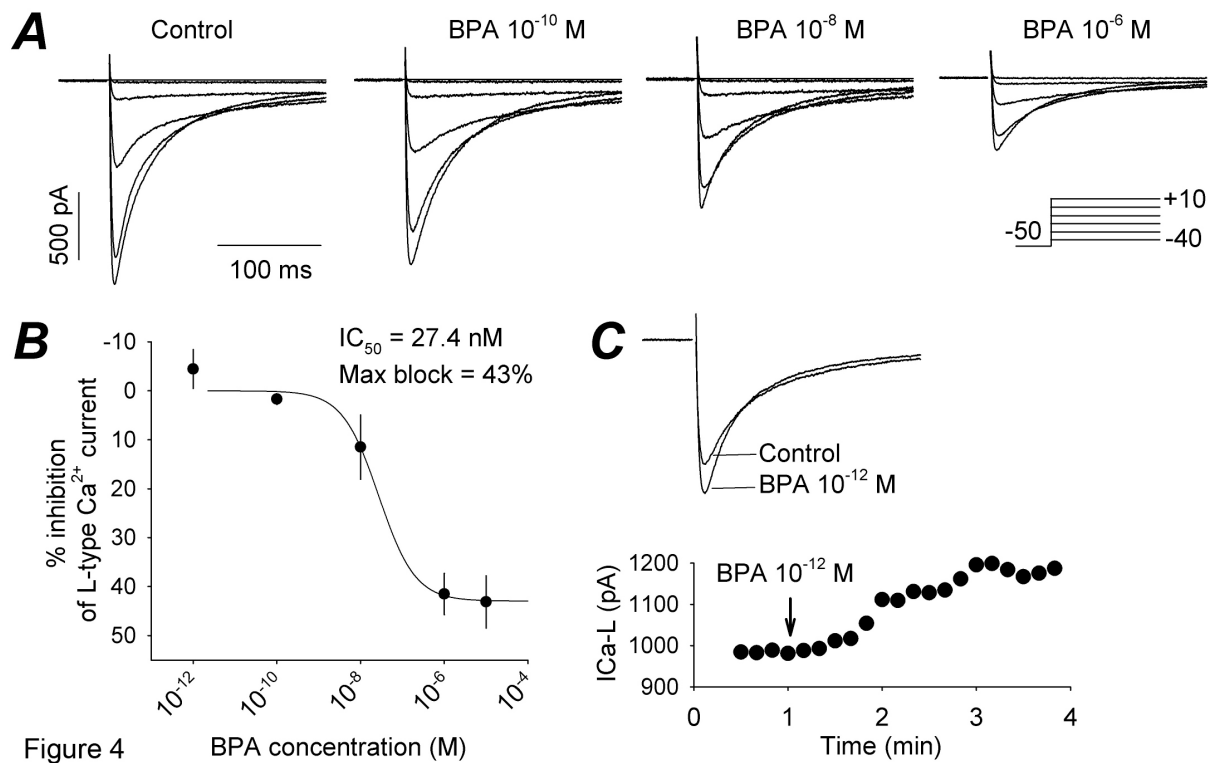 A
Control
BPA 10⁻¹⁰ M
BPA 10⁻⁸ M
BPA 10⁻⁶ M
500 pA
100 ms
-50
+10
-40
B
IC₅₀ = 27.4 nM
Max block = 43%
% inhibition
of L-type Ca²⁺ current
-10
0
10
20
30
40
50
10⁻¹²
10⁻¹⁰
10⁻⁸
10⁻⁶
10⁻⁴
BPA concentration (M)
C
Control
BPA 10⁻¹² M
BPA 10⁻¹² M
ICa-L (pA)
1200
1100
1000
900
0
1
2
3
4
Time (min)
Figure 4